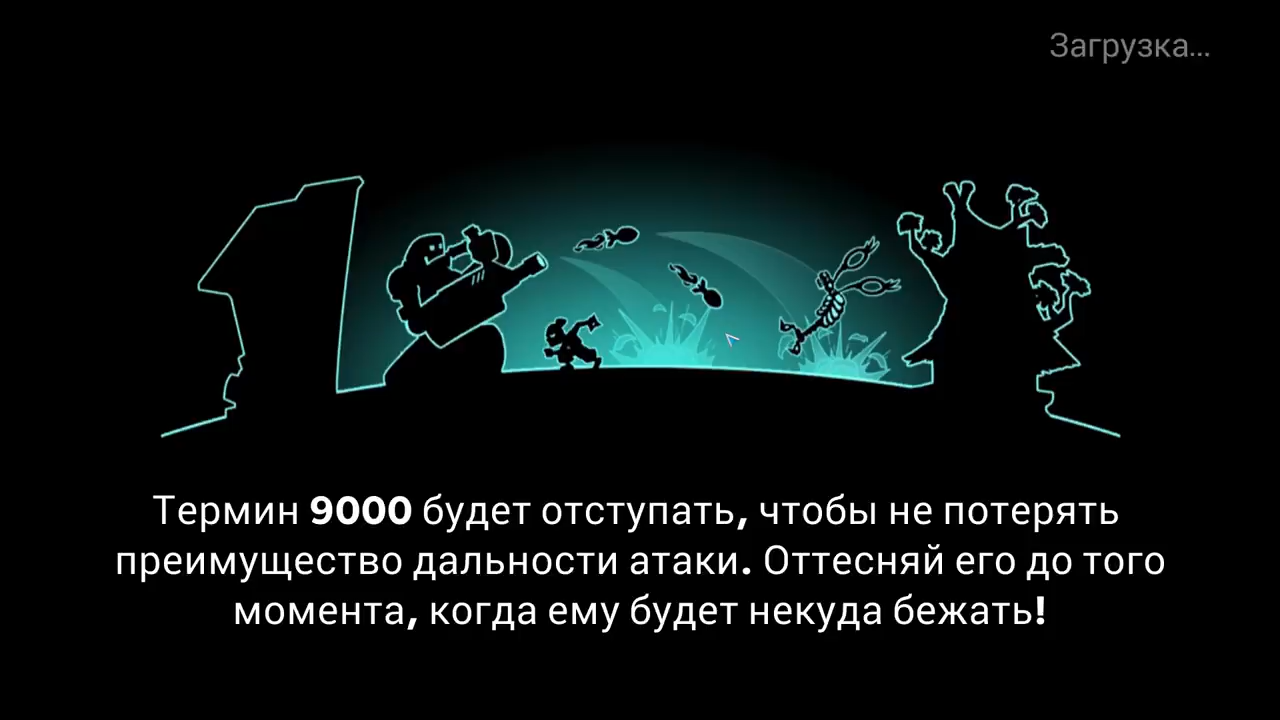 Загрузка...
Термин 9000 будет отступать, чтобы не потерять
преимущество дальности атаки. Оттесняй его до того
момента, когда ему будет некуда бежать!